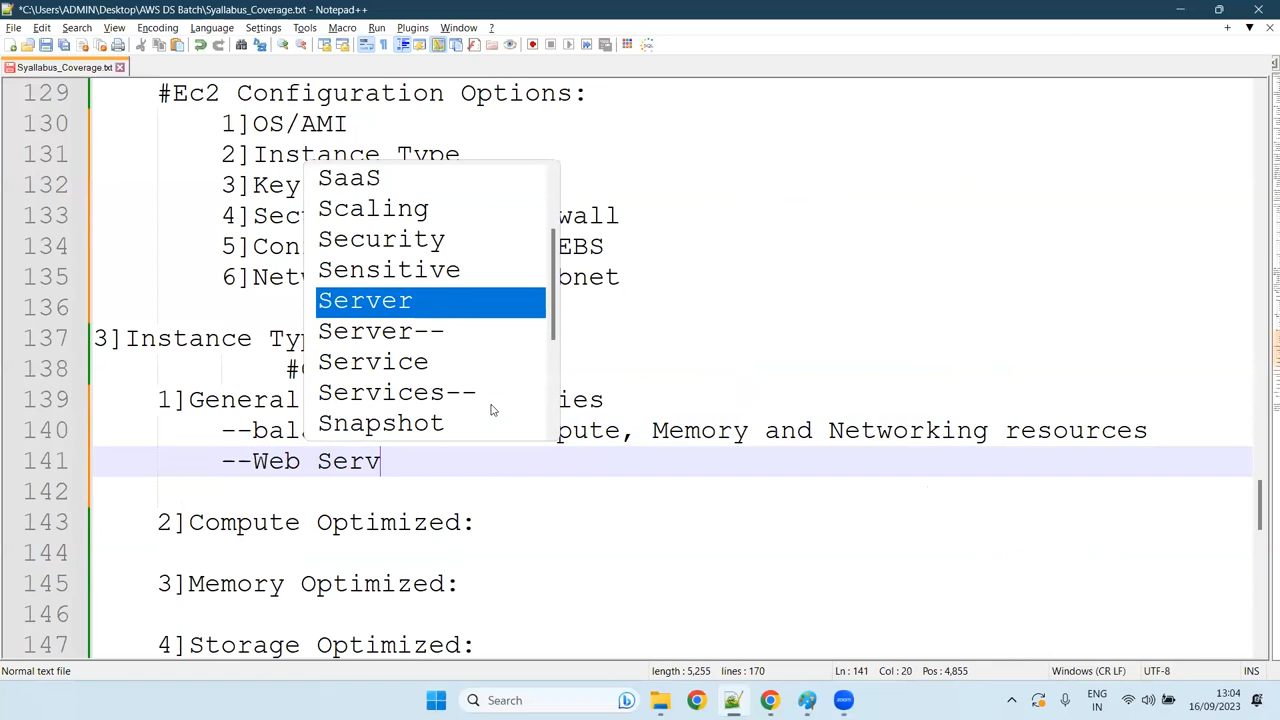 *C:\Users\ADMIN\Desktop\AWS DS Batch\Syallabus_Coverage.txt - Notepad++
File Edit Search View Encoding Language Settings Tools Macro Run Plugins Window ?
Syallabus_Coverage.txt
129 #Ec2 Configuration Options:
130 1]OS/AMI
131 2]Instance Type
132 3]Key
133 4]Sec wall
134 5]Con EBS
135 6]Netw onet
136
137 3]Instance Typ
138 #
139 1]General ies
140 --bala pute, Memory and Networking resources
141 --Web Serv
142
143 2]Compute Optimized:
144
145 3]Memory Optimized:
146
147 4]Storage Optimized:
SaaS
Scaling
Security
Sensitive
Server
Server--
Service
Services--
Snapshot
Normal text file length : 5,255 lines : 170 Ln : 141 Col : 20 Pos : 4,855 Windows (CR LF) UTF-8 INS
Search ENG IN 13:04 16/09/2023